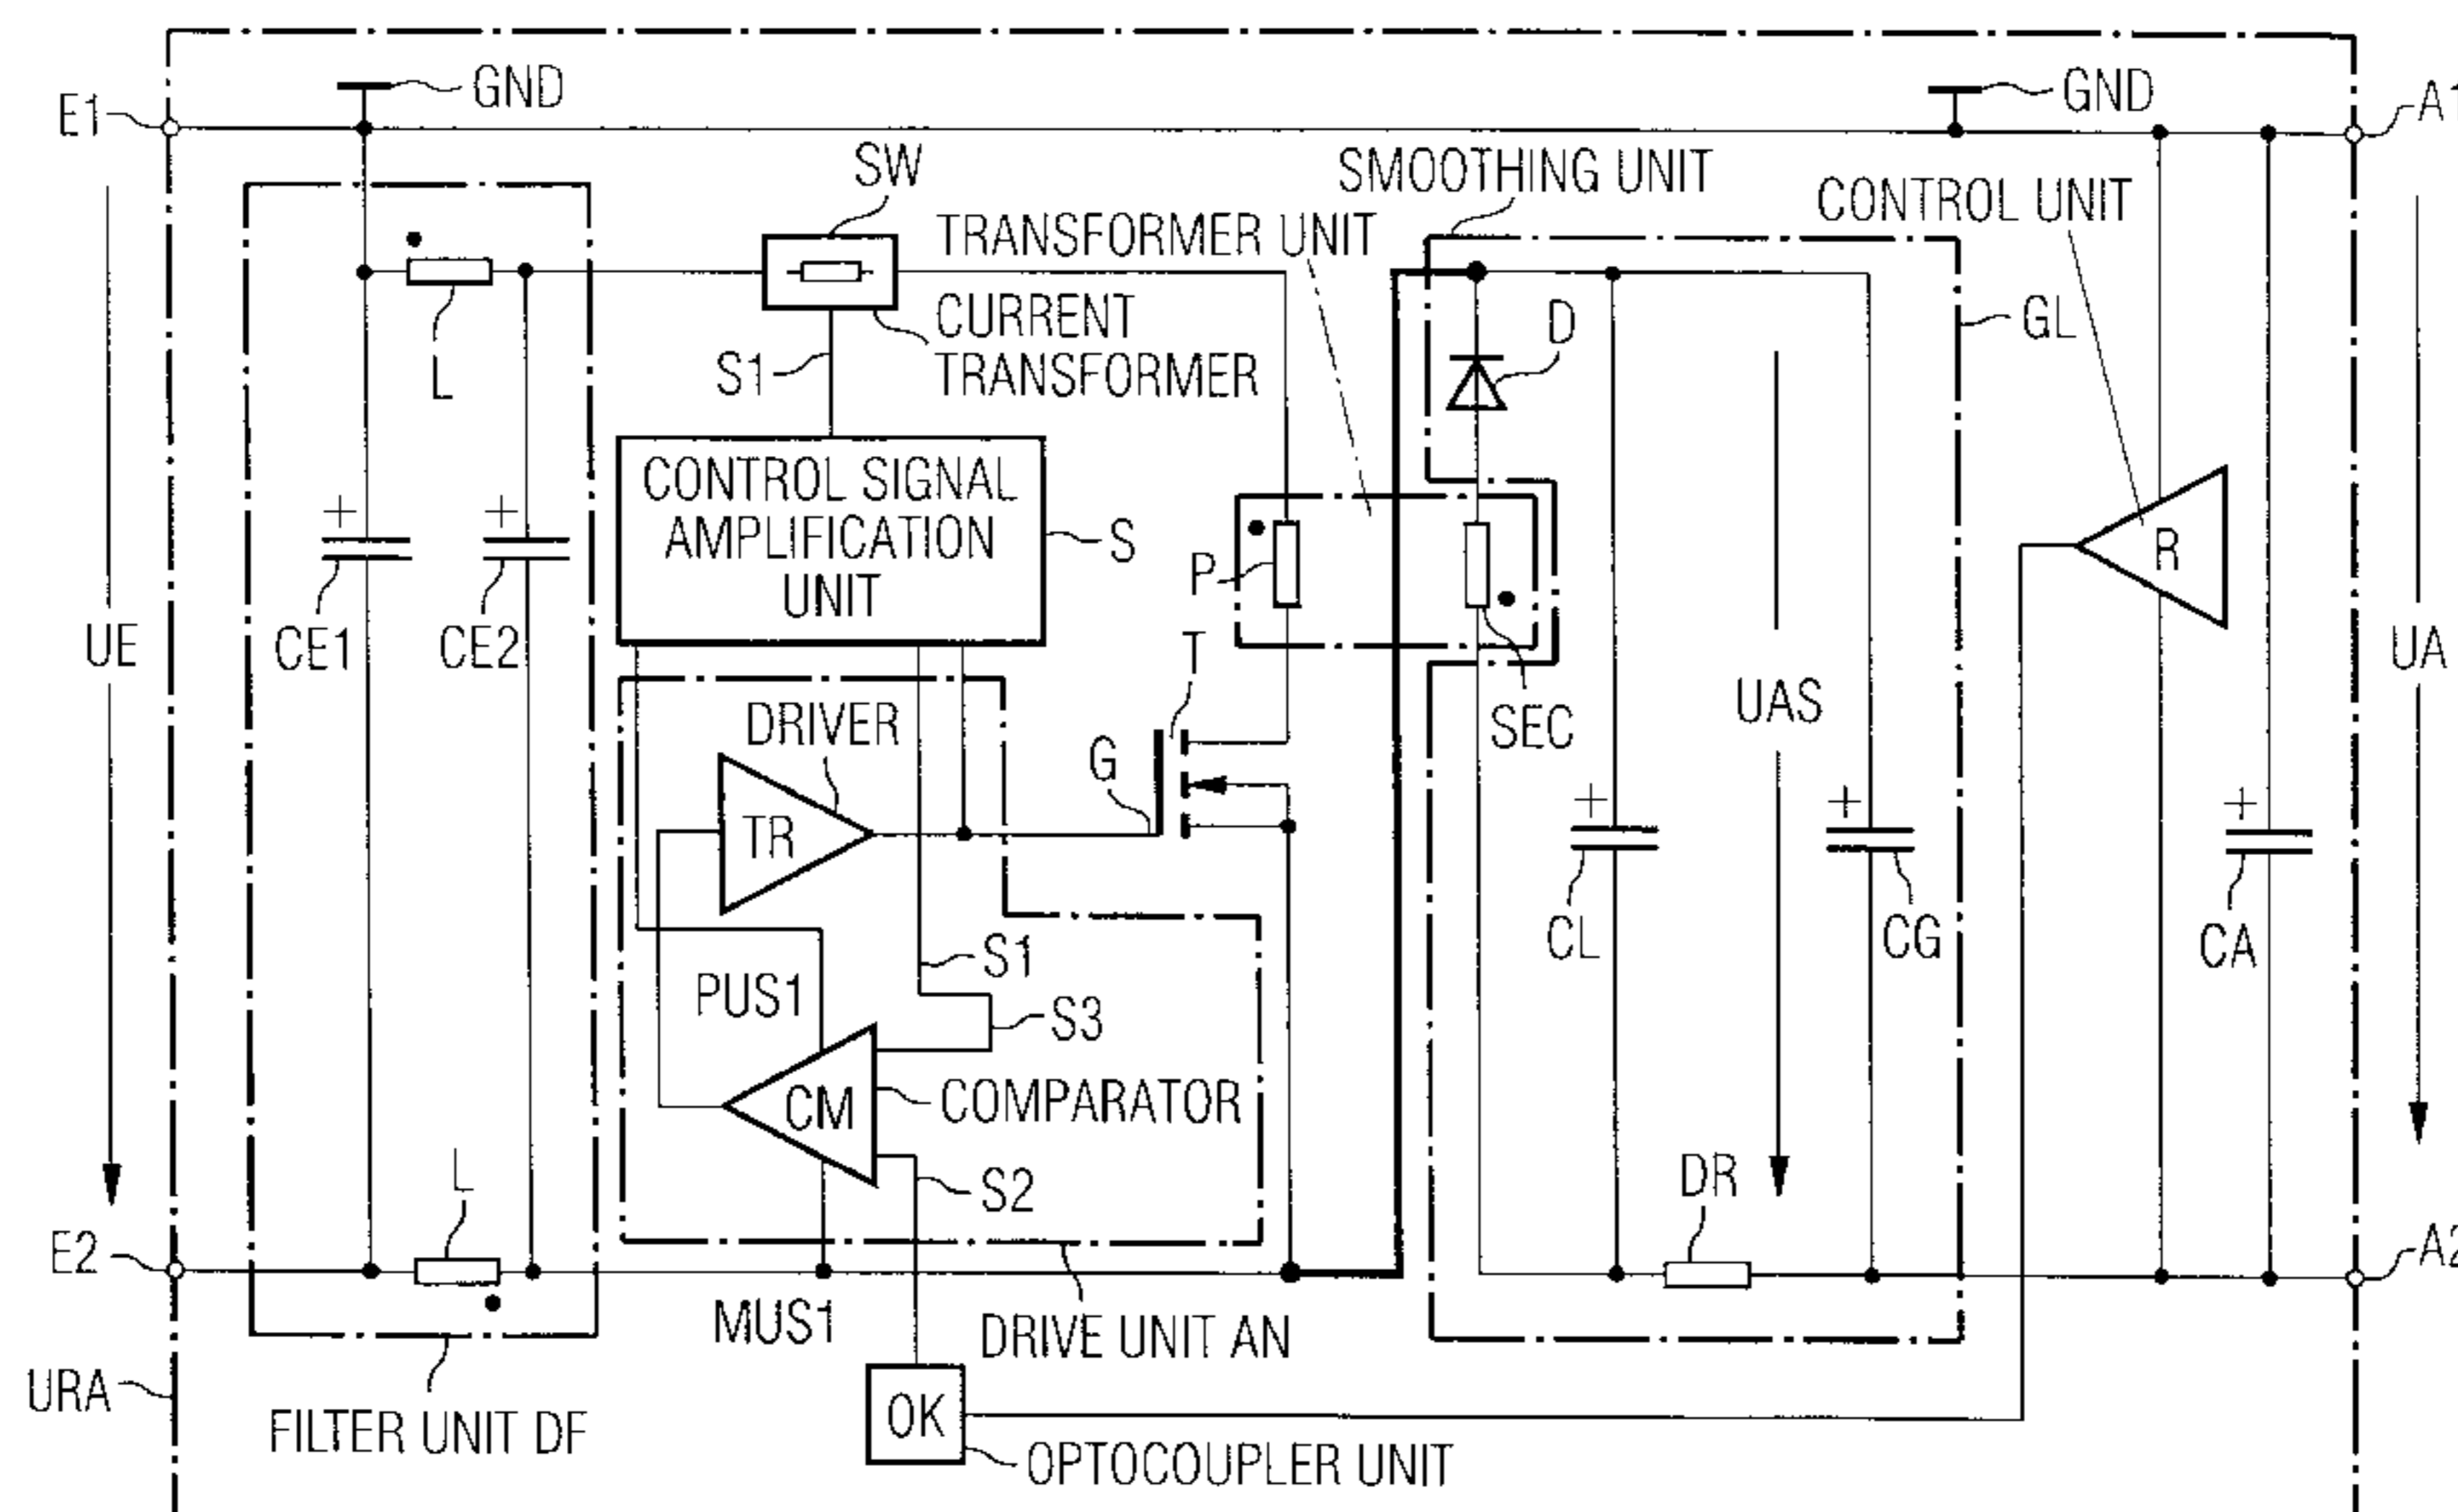 GND
GND
E1
A1
SW
SMOOTHING UNIT
CONTROL UNIT
TRANSFORMER UNIT
CURRENT
TRANSFORMER
L
S1
D
GL
CONTROL SIGNAL
AMPLIFICATION
UNIT
S
P
R
+
+
CE1
CE2
UE
UA
T
SEC
UAS
DRIVER
G
TR
+
+
+
CL
CG
CA
S1
PUS1
S3
CM
COMPARATOR
S2
L
DR
E2
A2
MUS1
DRIVE UNIT AN
URA
FILTER UNIT DF
OK
OPTOCOUPLER UNIT